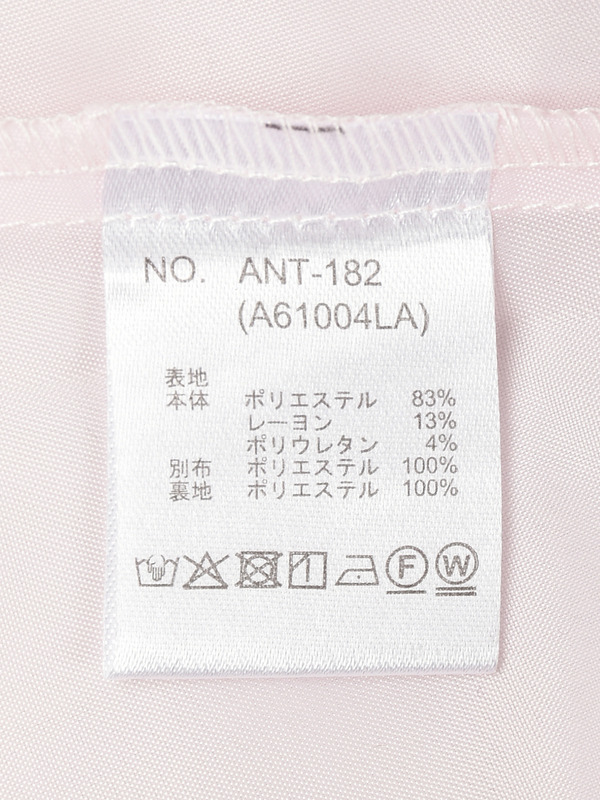 NO. ANT-182
(A61004LA)
表地
本体 ポリエステル 83%
レーヨン 13%
ポリウレタン 4%
別布 ポリエステル 100%
裏地 ポリエステル 100%
F W